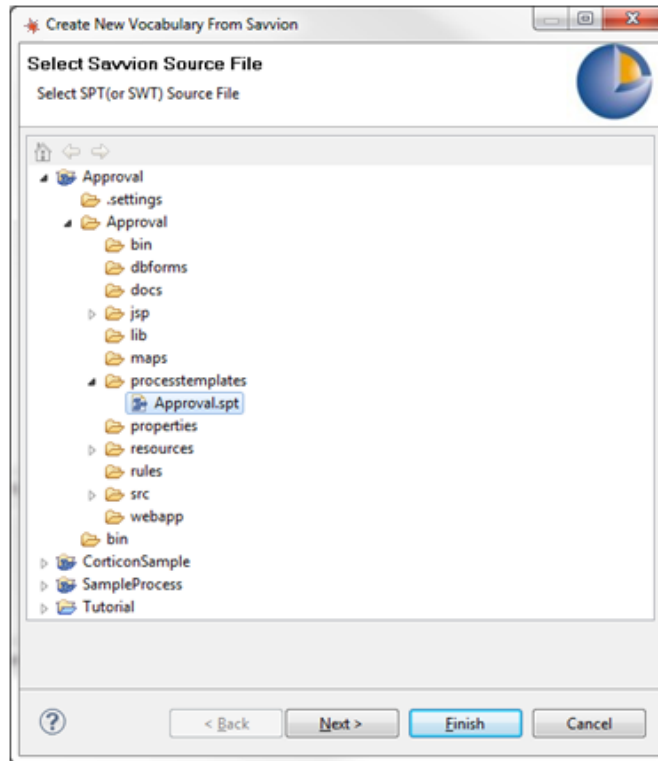 Create New Vocabulary From Savvion
Select Savvion Source File
Select SPT(or SWT) Source File
Approval
.settings
Approval
bin
dbforms
docs
jsp
lib
maps
processtemplates
Approval.spt
properties
resources
rules
src
webapp
bin
CorticonSample
SampleProcess
Tutorial
? < Back Next > Finish Cancel